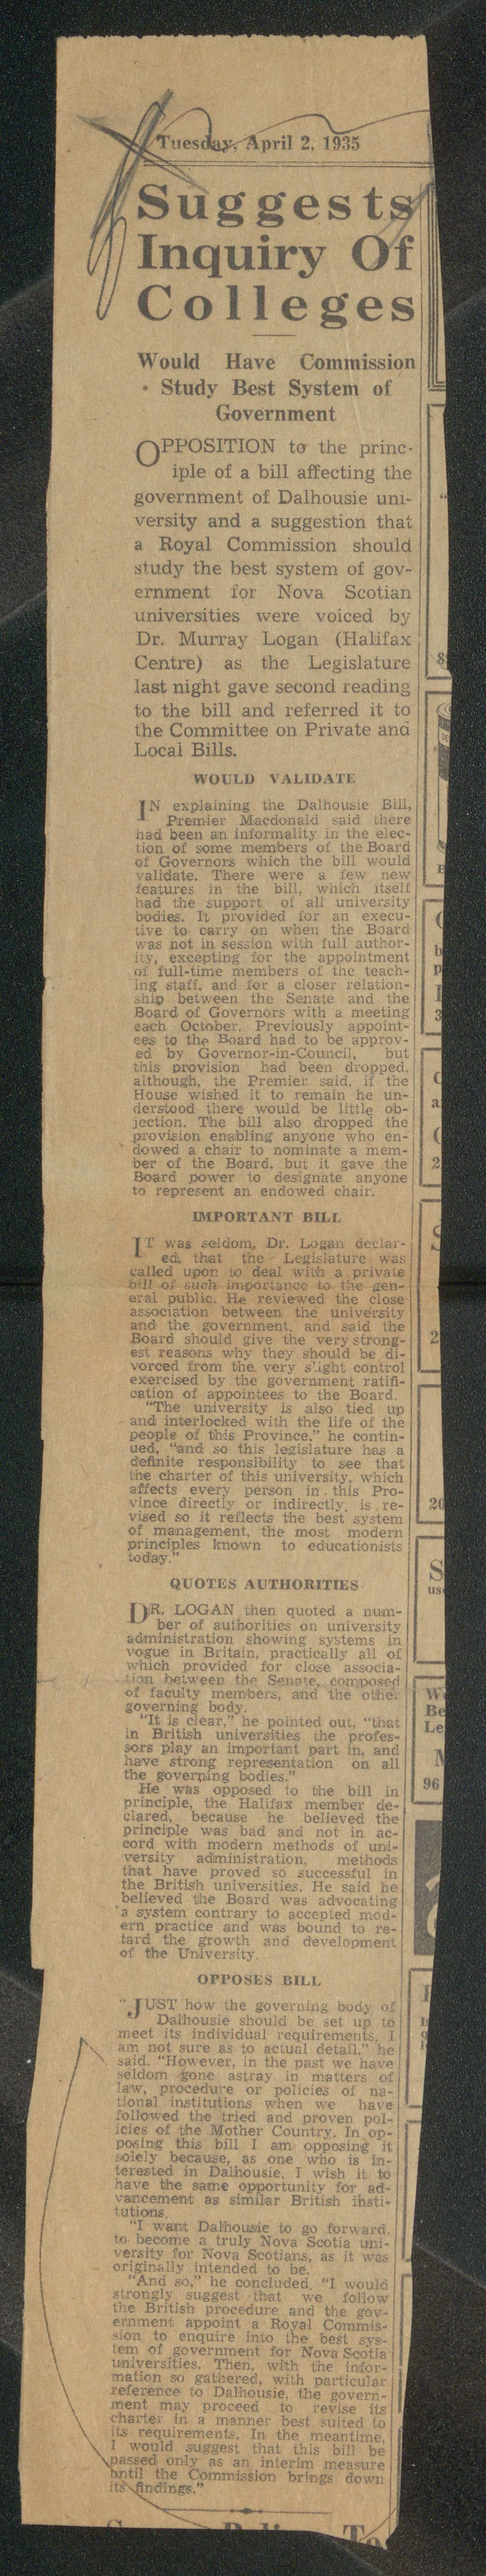 Tuesday, April 2, 1935
Suggests
Inquiry Of
Colleges
Would Have Commission
Study Best System of
Government
OPPOSITION to the princ-
iple of a bill affecting the
government of Dalhousie uni-
versity and a suggestion that
a Royal Commission should
study the best system of gov-
ernment for Nova Scotian
universities were voiced by
Dr. Murray Logan (Halifax
Centre) as the Legislature
last night gave second reading
to the bill and referred it to
the Committee on Private and
Local Bills.
WOULD VALIDATE
IN explaining the Dalhousie Bill,
Premier Macdonald said there
had been an informality in the elec-
tion of some members of the Board
of Governors which the bill would
validate. There were a few new
features in the bill, which itself
had the support of all university
bodies. It provided for an execu-
tive to carry on when the Board
was not in session with full author-
ity, excepting for the appointment
of full-time members of the teach-
ing staff, and for a closer relation-
ship between the Senate and the
Board of Governors with a meeting
each October. Previously appoint-
ees to the Board had to be approv-
ed by Governor-in-Council, but
this provision had been dropped,
although, the Premier said, if the
House wished it to remain he un-
derstood there would be little ob-
jection. The bill also dropped the
provision enabling anyone who en-
dowed a chair to nominate a mem-
ber of the Board, but it gave the
Board power to designate anyone
to represent an endowed chair.
IMPORTANT BILL
IT was seldom, Dr. Logan declar-
ed, that the Legislature was
called upon to deal with a private
bill of such importance to the gen-
eral public. He reviewed the close
association between the university
and the government, and said the
Board should give the very strong-
est reasons why they should be di-
vorced from the very slight control
exercised by the government ratifi-
cation of appointees to the Board.
"The university is also tied up
and interlocked with the life of the
people of this Province," he contin-
ued, "and so this legislature has a
definite responsibility to see that
the charter of this university, which
affects every person in this Pro-
vince directly or indirectly, is re-
vised so it reflects the best system
of management, the most modern
principles known to educationists
today."
QUOTES AUTHORITIES
DR. LOGAN then quoted a num-
ber of authorities on university
administration showing systems in
vogue in Britain, practically all of
which provided for close associa-
tion between the Senate, composed
of faculty members, and the other
governing body.
"It is clear," he pointed out, "that
in British universities the profes-
sors play an important part in, and
have strong representation on all
the governing bodies."
He was opposed to the bill in
principle, the Halifax member de-
clared, because he believed the
principle was bad and not in ac-
cord with modern methods of uni-
versity administration, methods
that have proved so successful in
the British universities. He said he
believed the Board was advocating
a system contrary to accepted mod-
ern practice and was bound to re-
tard the growth and development
of the University.
OPPOSES BILL
"JUST how the governing body of
Dalhousie should be set up to
meet its individual requirements, I
am not sure as to actual detail," he
said. "However, in the past we have
seldom gone astray in matters of
law, procedure or policies of na-
tional institutions when we have
followed the tried and proven pol-
icies of the Mother Country. In op-
posing this bill I am opposing it
solely because, as one who is in-
terested in Dalhousie, I wish it to
have the same opportunity for ad-
vancement as similar British insti-
tutions.
"I want Dalhousie to go forward,
to become a truly Nova Scotia uni-
versity for Nova Scotians, as it was
originally intended to be.
"And so," he concluded, "I would
strongly suggest that we follow
the British procedure and the gov-
ernment appoint a Royal Commis-
sion to enquire into the best sys-
tem of government for Nova Scotia
universities. Then, with the infor-
mation so gathered, with particular
reference to Dalhousie, the govern-
ment may proceed to revise its
charter in a manner best suited to
its requirements. In the meantime,
I would suggest that this bill be
passed only as an interim measure
until the Commission brings down
its findings."